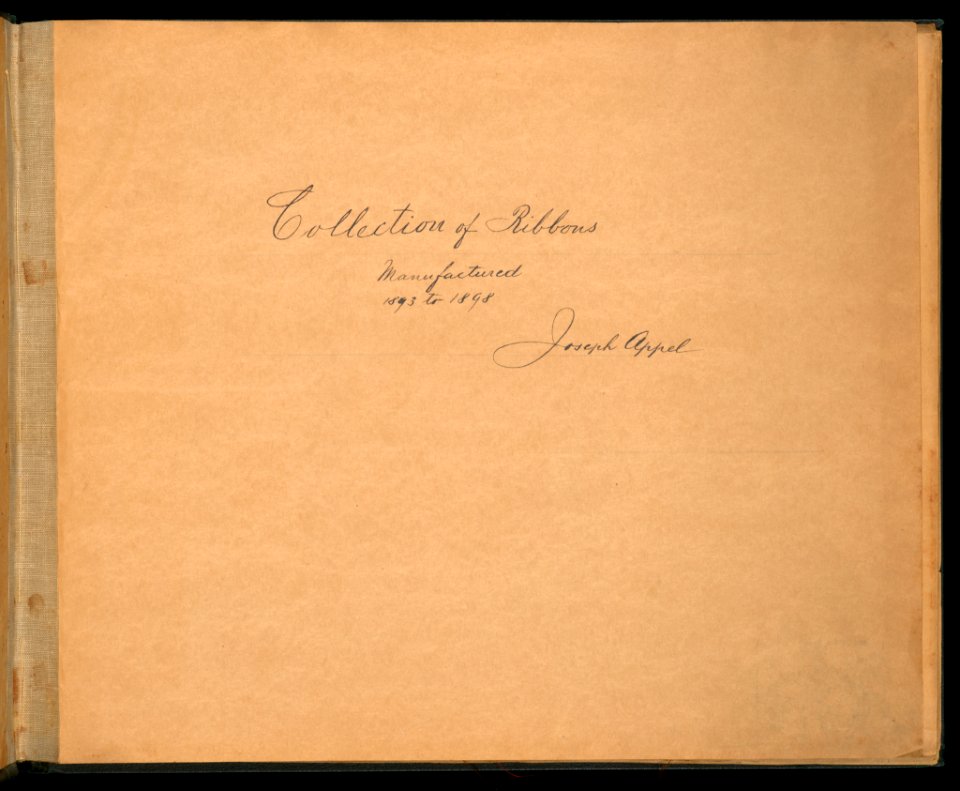 Collection of Ribbons
Manufactured
1893 to 1898
Joseph Appel